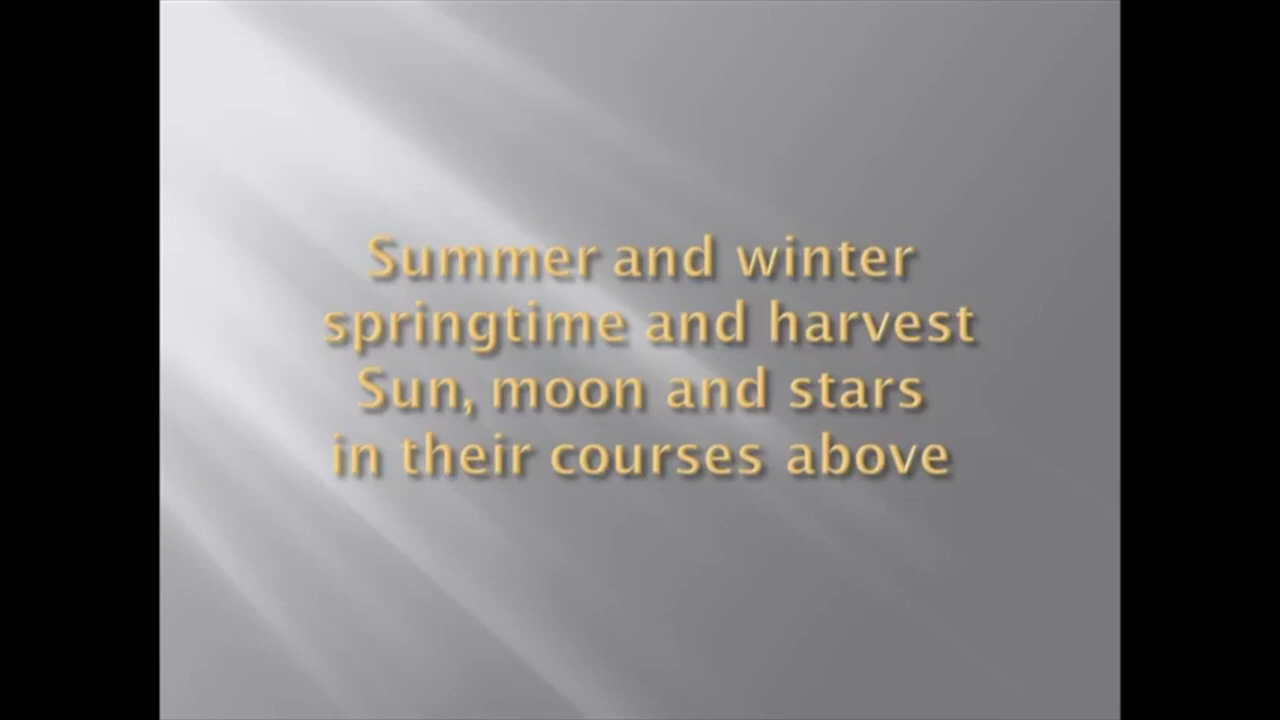 Summer and winter
springtime and harvest
Sun, moon and stars
in their courses above